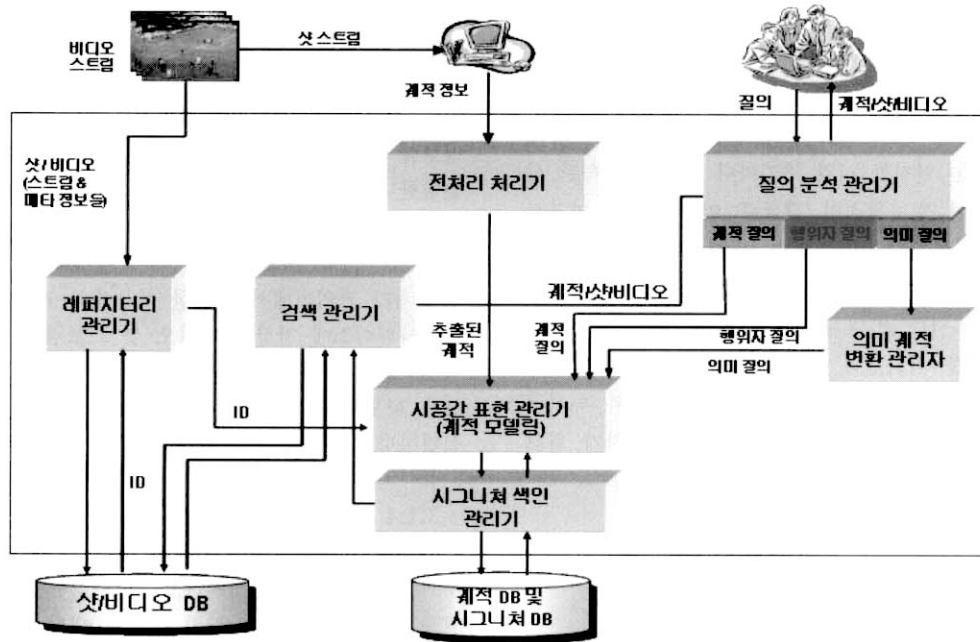 비디오
스트림
샷 스트림
궤적 정보
질의
궤적/샷/비디오
샷/비디오
(스트림 &
메타 정보들)
전처리 처리기
질의 분석 관리기
궤적 질의
행위자 질의
의미 질의
레퍼지터리
관리기
검색 관리기
궤적/샷/비디오
추출된
궤적
궤적
질의
행위자 질의
의미 질의
의미 궤적
변환 관리자
ID
시공간 표현 관리기
(궤적 모델링)
ID
시그니쳐 색인
관리기
샷/비디오 DB
궤적 DB 및
시그니쳐 DB